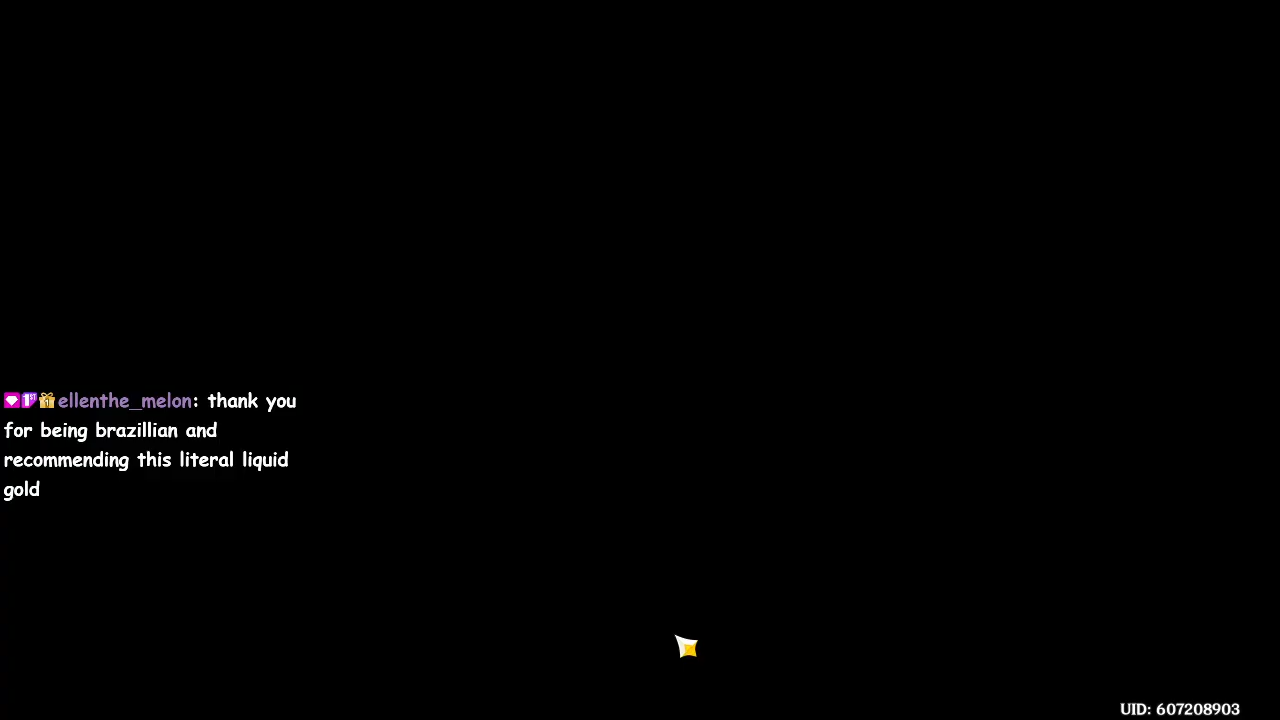 ellenthe_melon: thank you
for being brazillian and
recommending this literal liquid
gold
UID: 607208903